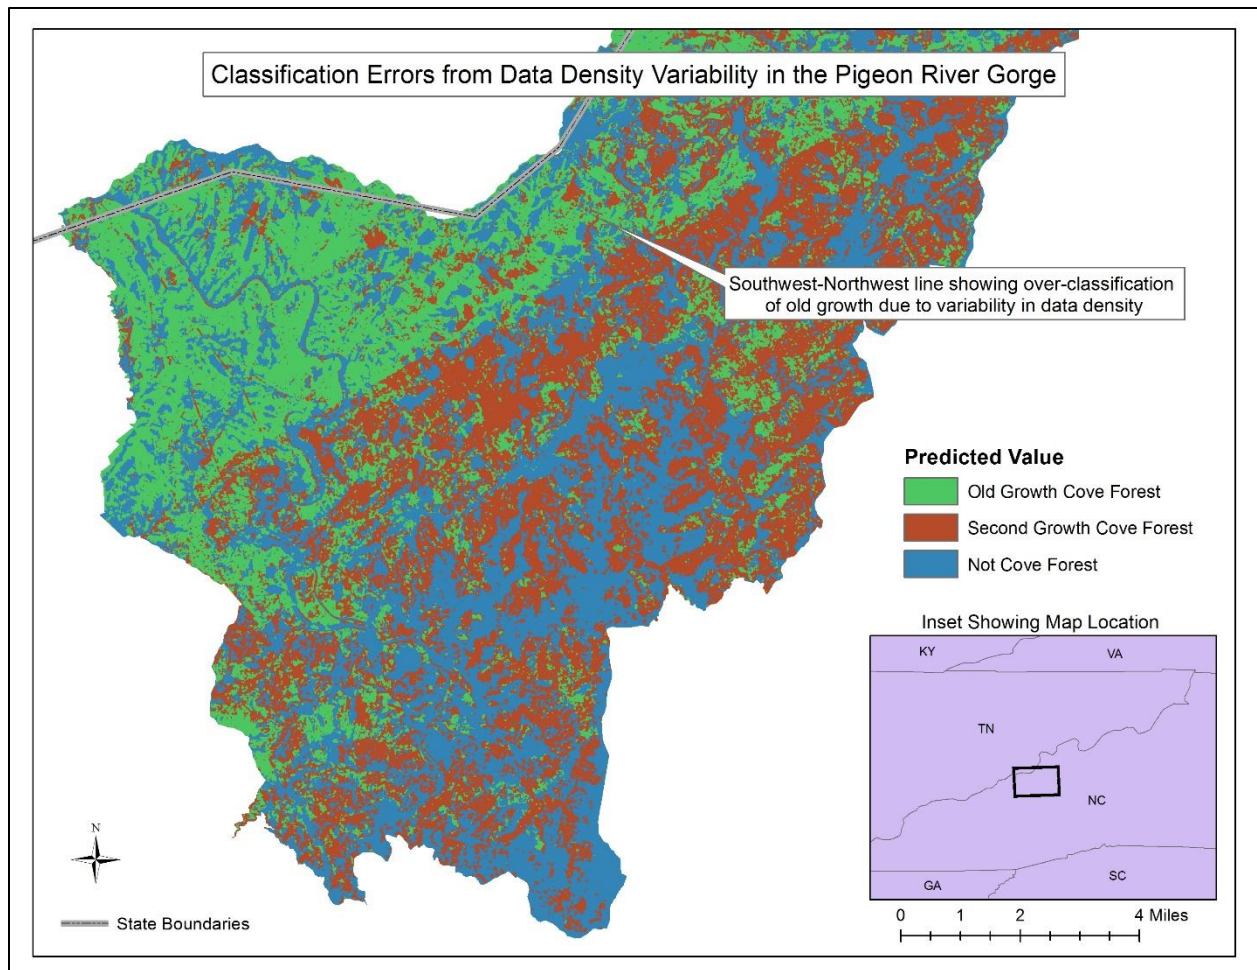 Classification Errors from Data Density Variability in the Pigeon River Gorge
Southwest-Northwest line showing over-classification
of old growth due to variability in data density
Predicted Value
Old Growth Cove Forest
Second Growth Cove Forest
Not Cove Forest
Inset Showing Map Location
KY
VA
TN
NC
GA
SC
N
State Boundaries
0 1 2 4 Miles